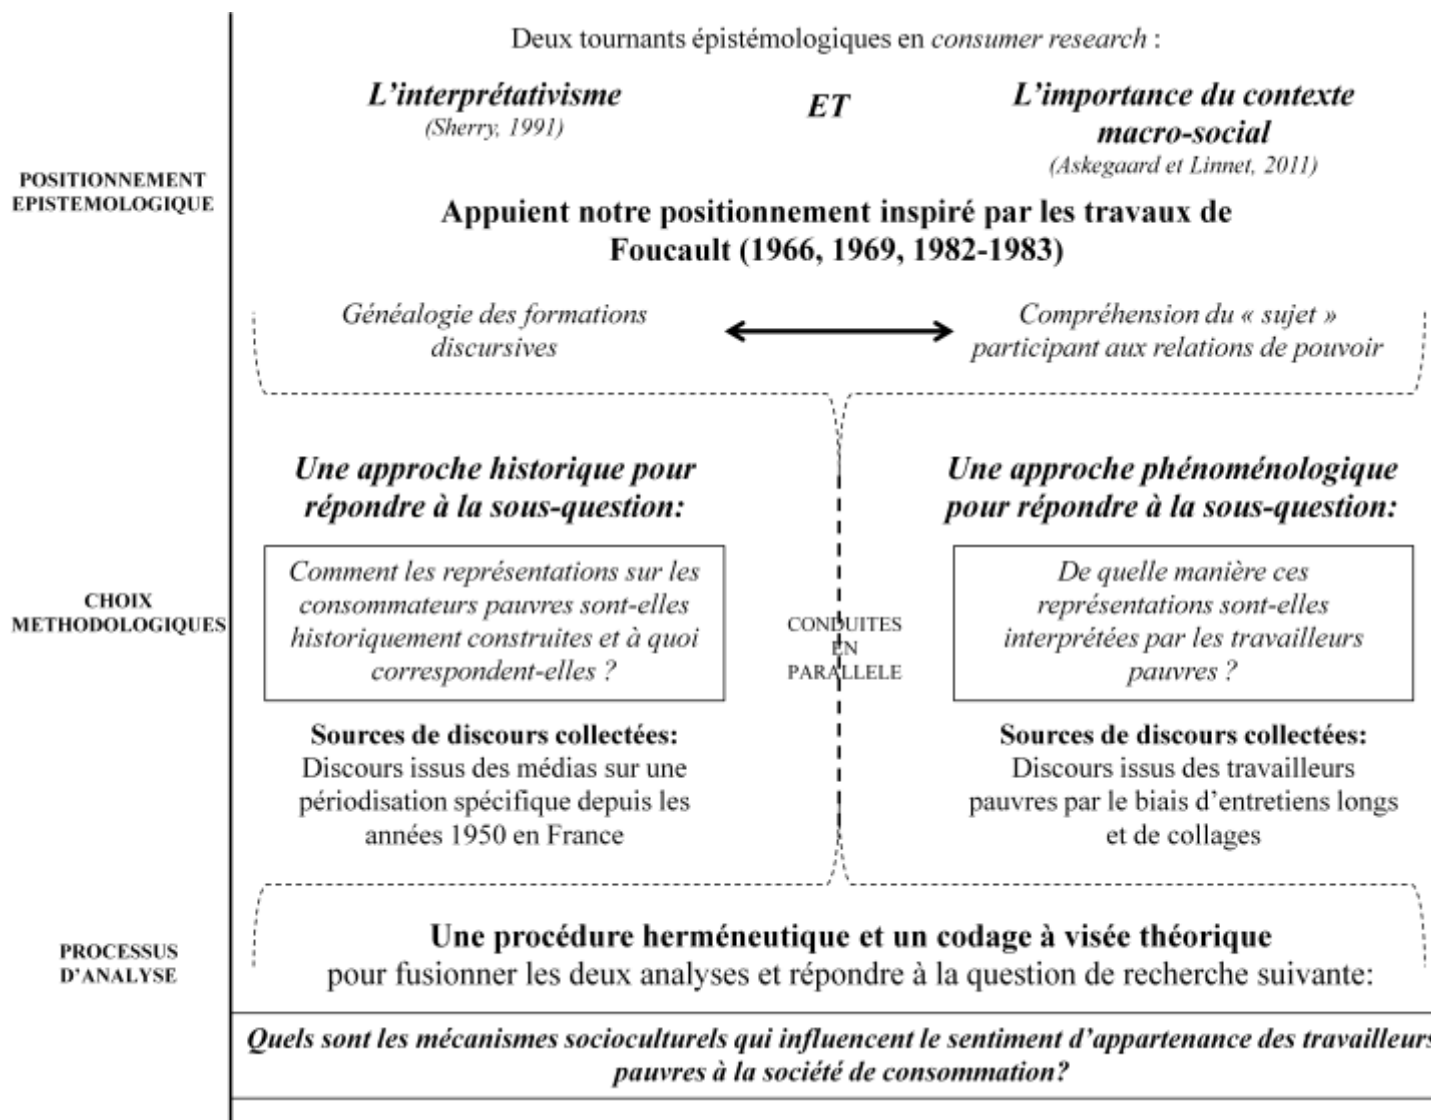 Deux tournants épistémologiques en consumer research :
L'interprétativisme
(Sherry, 1991)
ET
L'importance du contexte
macro-social
(Askegaard et Linnet, 2011)
POSITIONNEMENT
EPISTEMOLOGIQUE
Appuient notre positionnement inspiré par les travaux de
Foucault (1966, 1969, 1982-1983)
Généalogie des formations
discursives
Compréhension du « sujet »
participant aux relations de pouvoir
Une approche historique pour
répondre à la sous-question:
Une approche phénoménologique
pour répondre à la sous-question:
CHOIX
METHODOLOGIQUES
Comment les représentations sur les
consommateurs pauvres sont-elles
historiquement construites et à quoi
correspondent-elles ?
CONDUITES
EN
PARALLELE
De quelle manière ces
représentations sont-elles
interprétées par les travailleurs
pauvres ?
Sources de discours collectées:
Discours issus des médias sur une
périodisation spécifique depuis les
années 1950 en France
Sources de discours collectées:
Discours issus des travailleurs
pauvres par le biais d'entretiens longs
et de collages
PROCESSUS
D'ANALYSE
Une procédure herméneutique et un codage à visée théorique
pour fusionner les deux analyses et répondre à la question de recherche suivante:
Quels sont les mécanismes socioculturels qui influencent le sentiment d'appartenance des travailleurs
pauvres à la société de consommation?